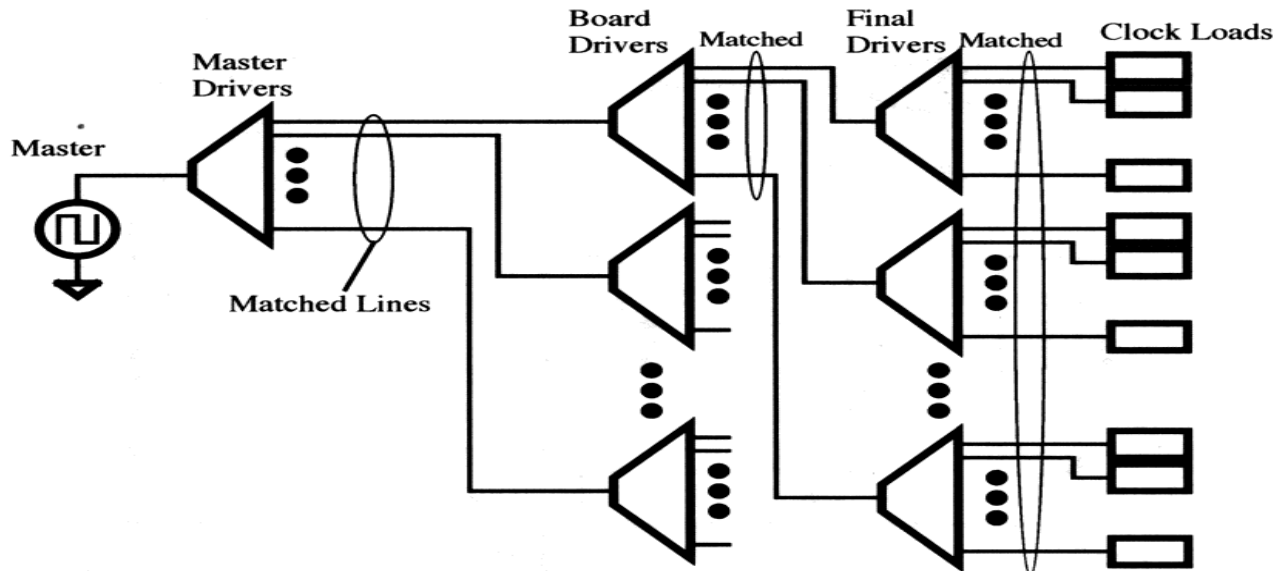 Board
Drivers
Matched
Final
Drivers
Matched
Clock Loads
Master
Drivers
Master
Matched Lines